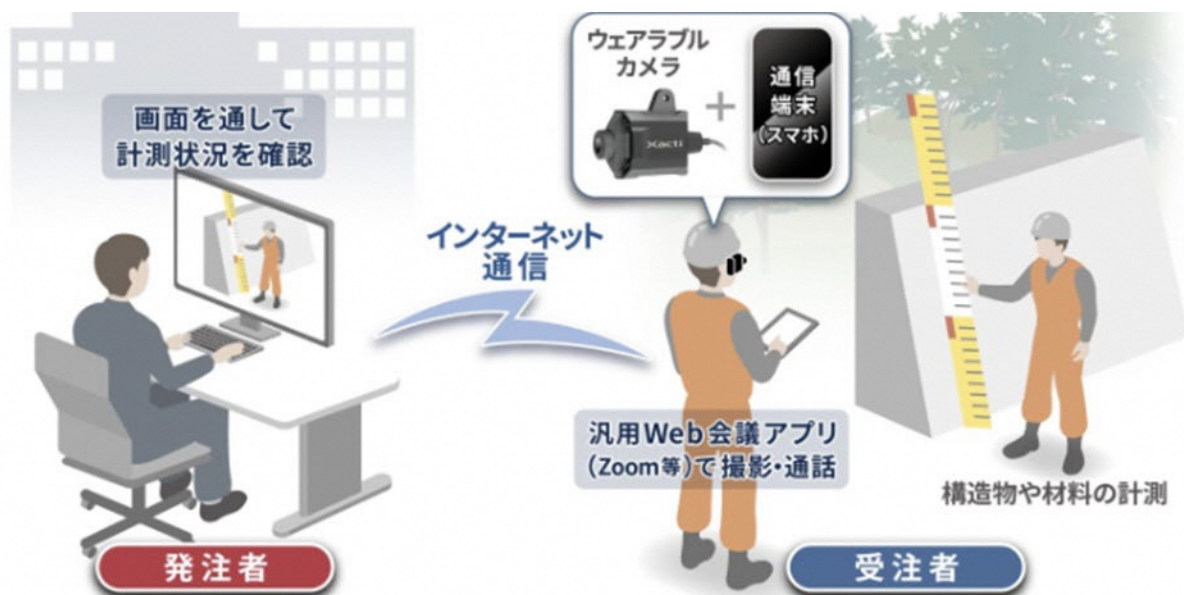 画面を通して
計測状況を確認
インターネット
通信
ウェアラブル
カメラ
+
通信
端末
(スマホ)
Xacti
汎用Web会議アプリ
(Zoom等)で撮影・通話
構造物や材料の計測
発注者
受注者